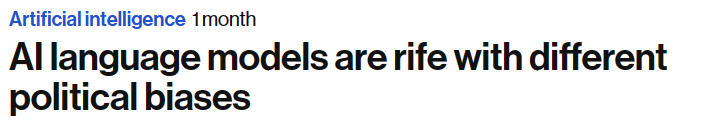 Artificial intelligence 1 month
AI language models are rife with different
political biases